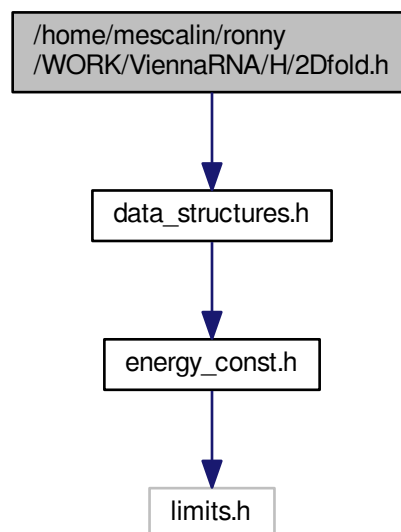 /home/mescalin/ronny
/WORK/ViennaRNA/H/2Dfold.h
data_structures.h
energy_const.h
limits.h